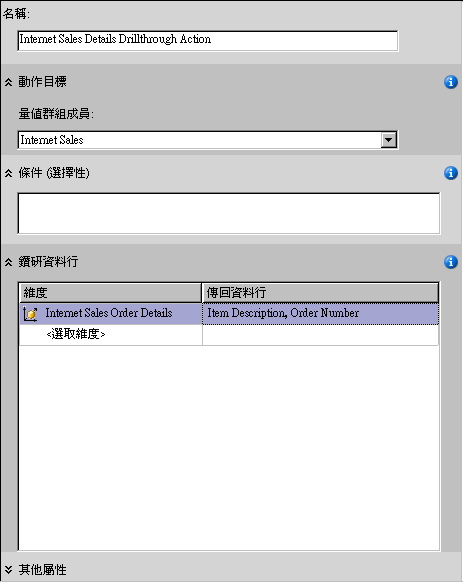 名稱:
Internet Sales Details Drillthrough Action
動作目標
量值群組成員:
Internet Sales
條件 (選擇性)
鑽研資料行
維度 傳回資料行
Internet Sales Order Details Item Description, Order Number
<選取維度>
其他屬性